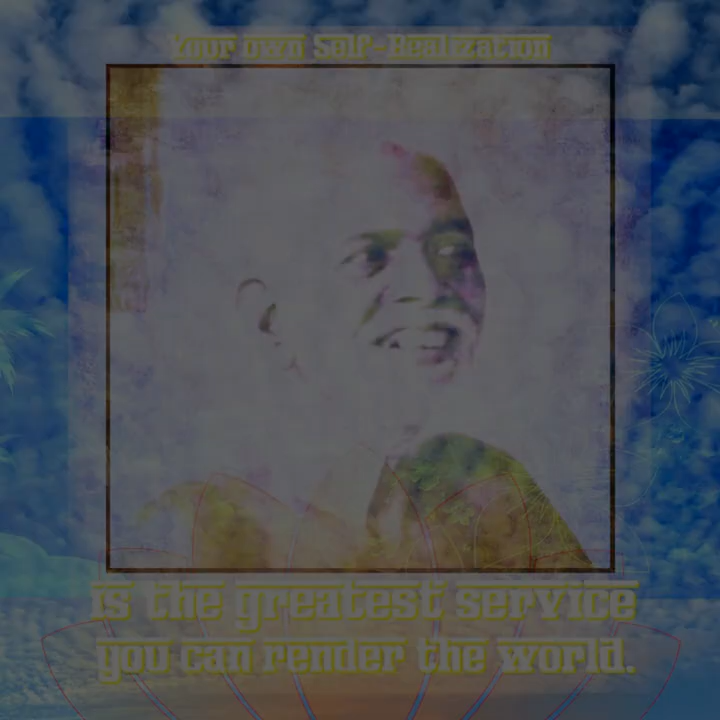 Your own Self-Realization
is the greatest service
you can render the world.